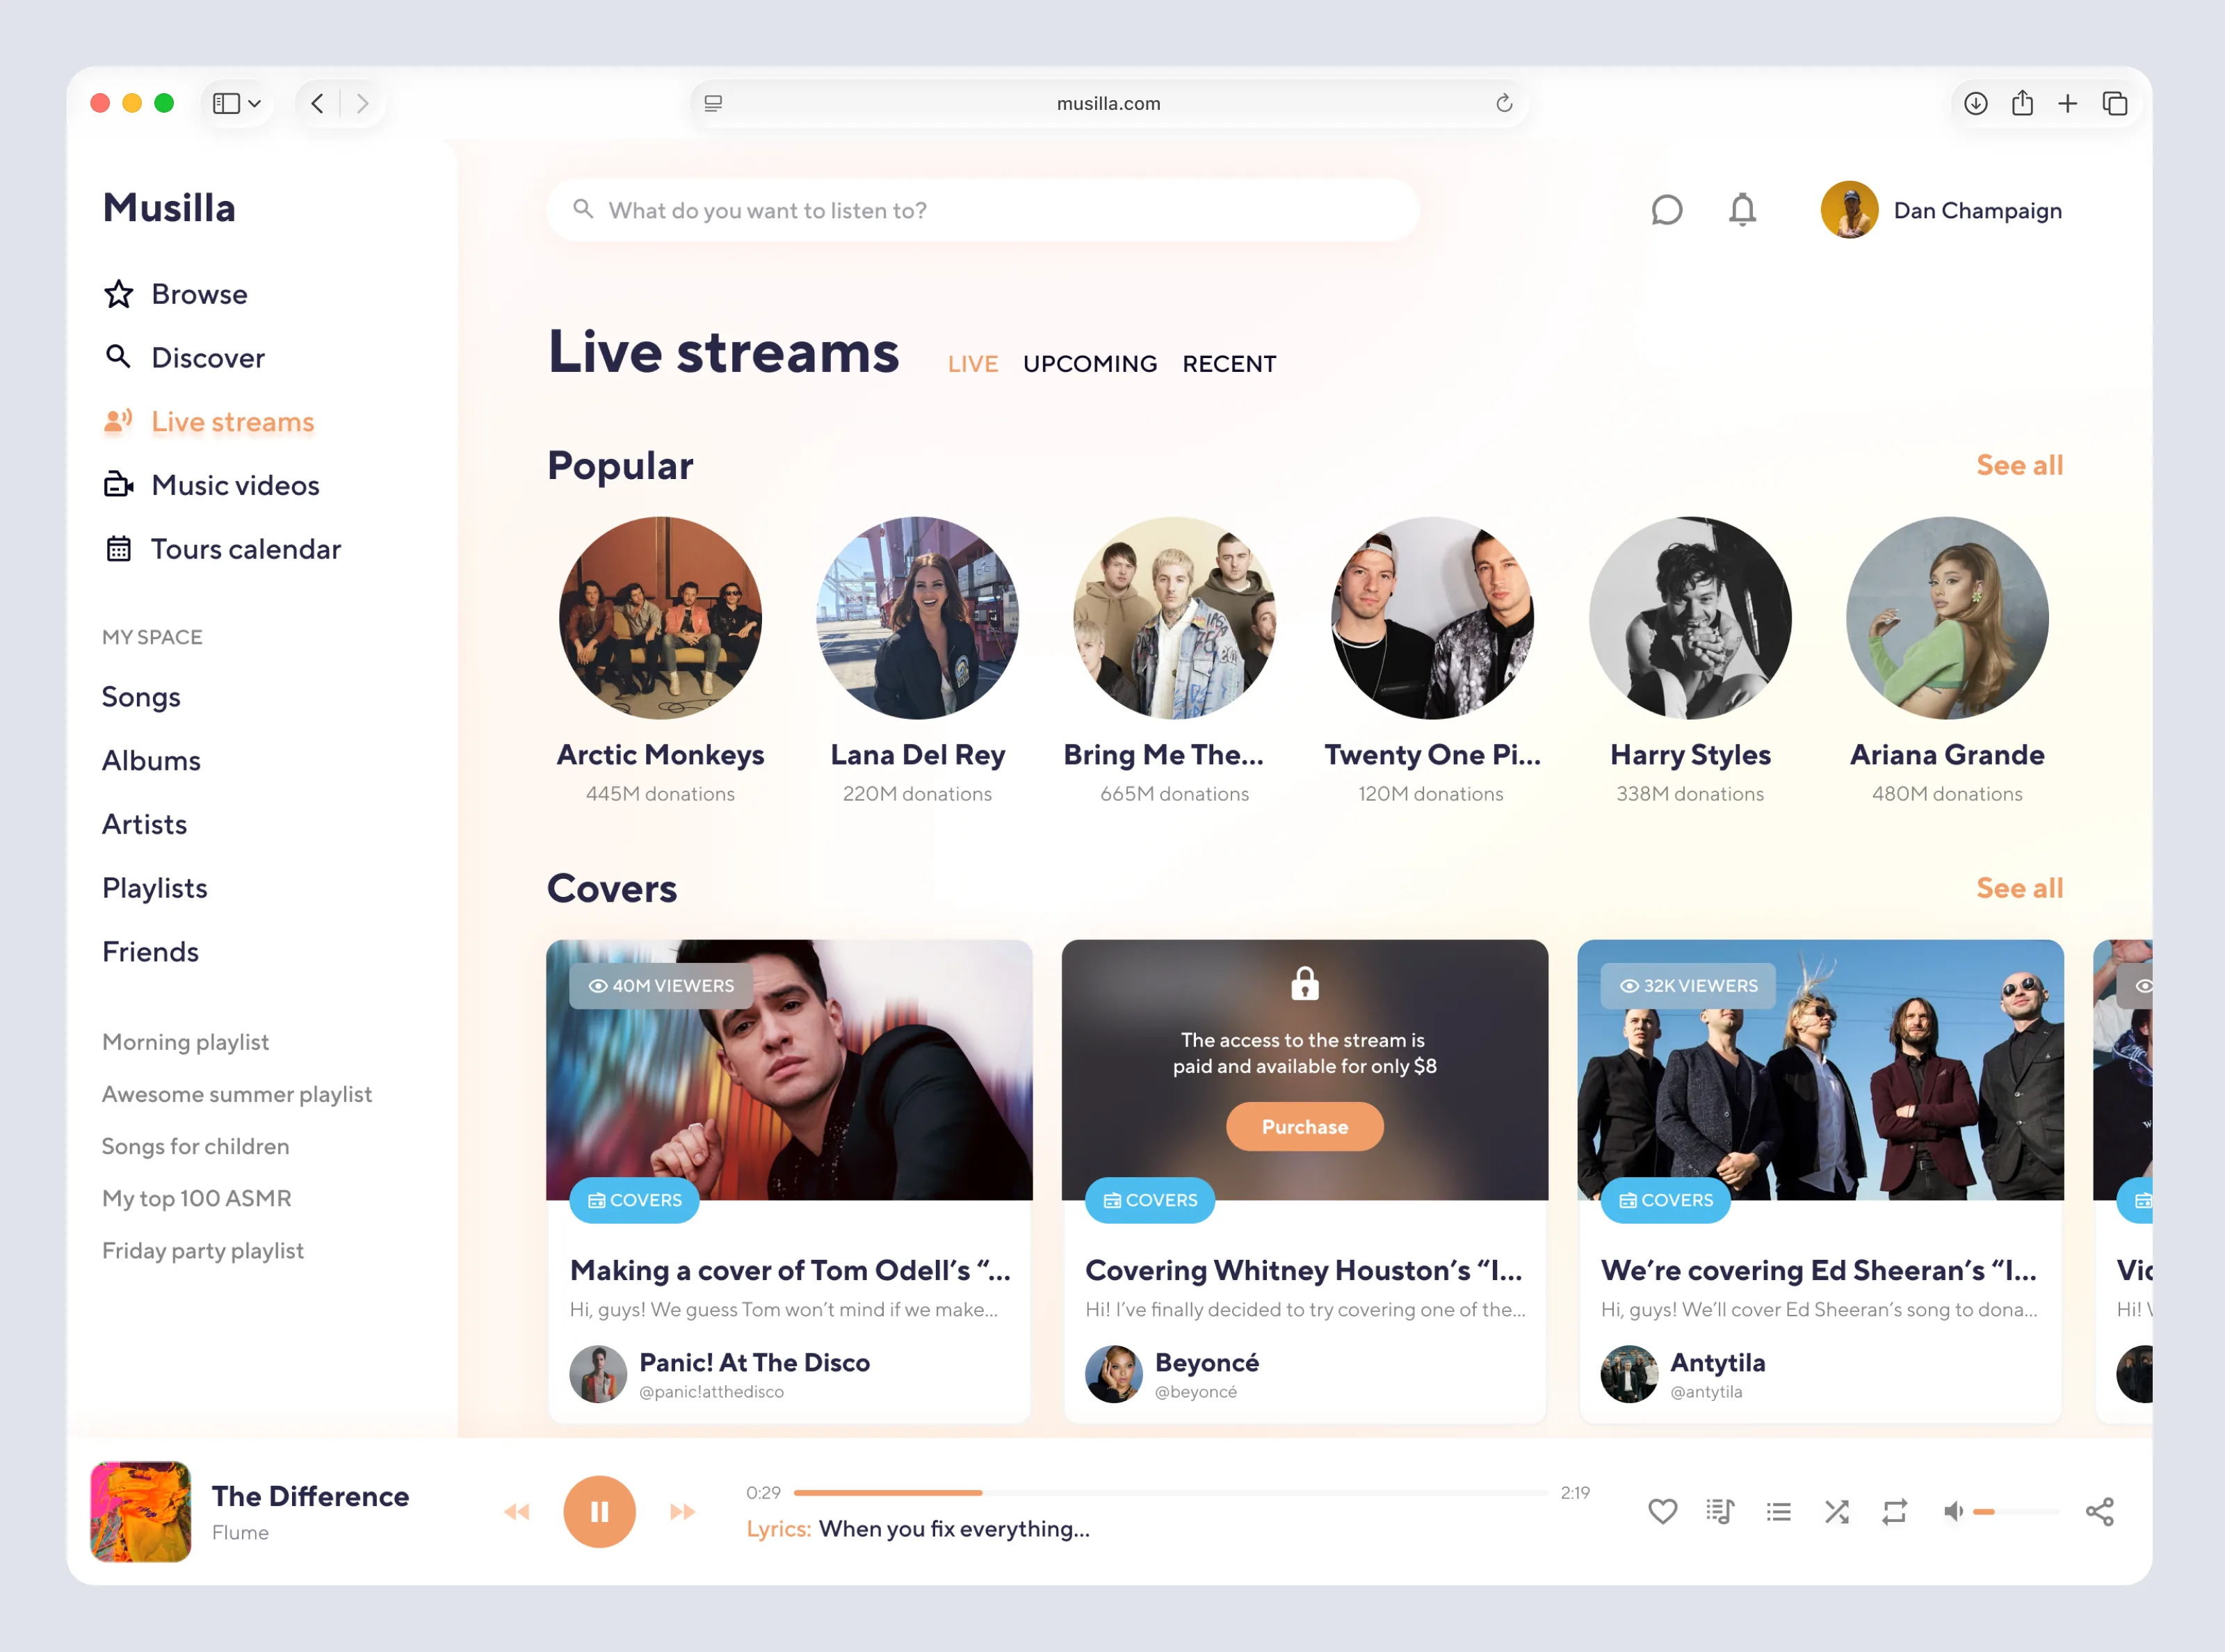 musilla.com
Musilla
Browse
Discover
Live streams
Music videos
Tours calendar
MY SPACE
Songs
Albums
Artists
Playlists
Friends
Morning playlist
Awesome summer playlist
Songs for children
My top 100 ASMR
Friday party playlist
What do you want to listen to?
Dan Champaign
Live streams
LIVE UPCOMING RECENT
Popular
See all
Arctic Monkeys
445M donations
Lana Del Rey
220M donations
Bring Me The...
665M donations
Twenty One Pi...
120M donations
Harry Styles
338M donations
Ariana Grande
480M donations
Covers
See all
40M VIEWERS
COVERS
Making a cover of Tom Odell’s “...
Hi, guys! We guess Tom won’t mind if we make...
Panic! At The Disco
@panic!atthedisco
The access to the stream is
paid and available for only $8
Purchase
COVERS
Covering Whitney Houston’s “I...
Hi! I’ve finally decided to try covering one of the...
Beyoncé
@beyoncé
32K VIEWERS
COVERS
We’re covering Ed Sheeran’s “I...
Hi, guys! We’ll cover Ed Sheeran’s song to dona...
Antytila
@antytila
Hi!
The Difference
Flume
0:29
2:19
Lyrics: When you fix everything...